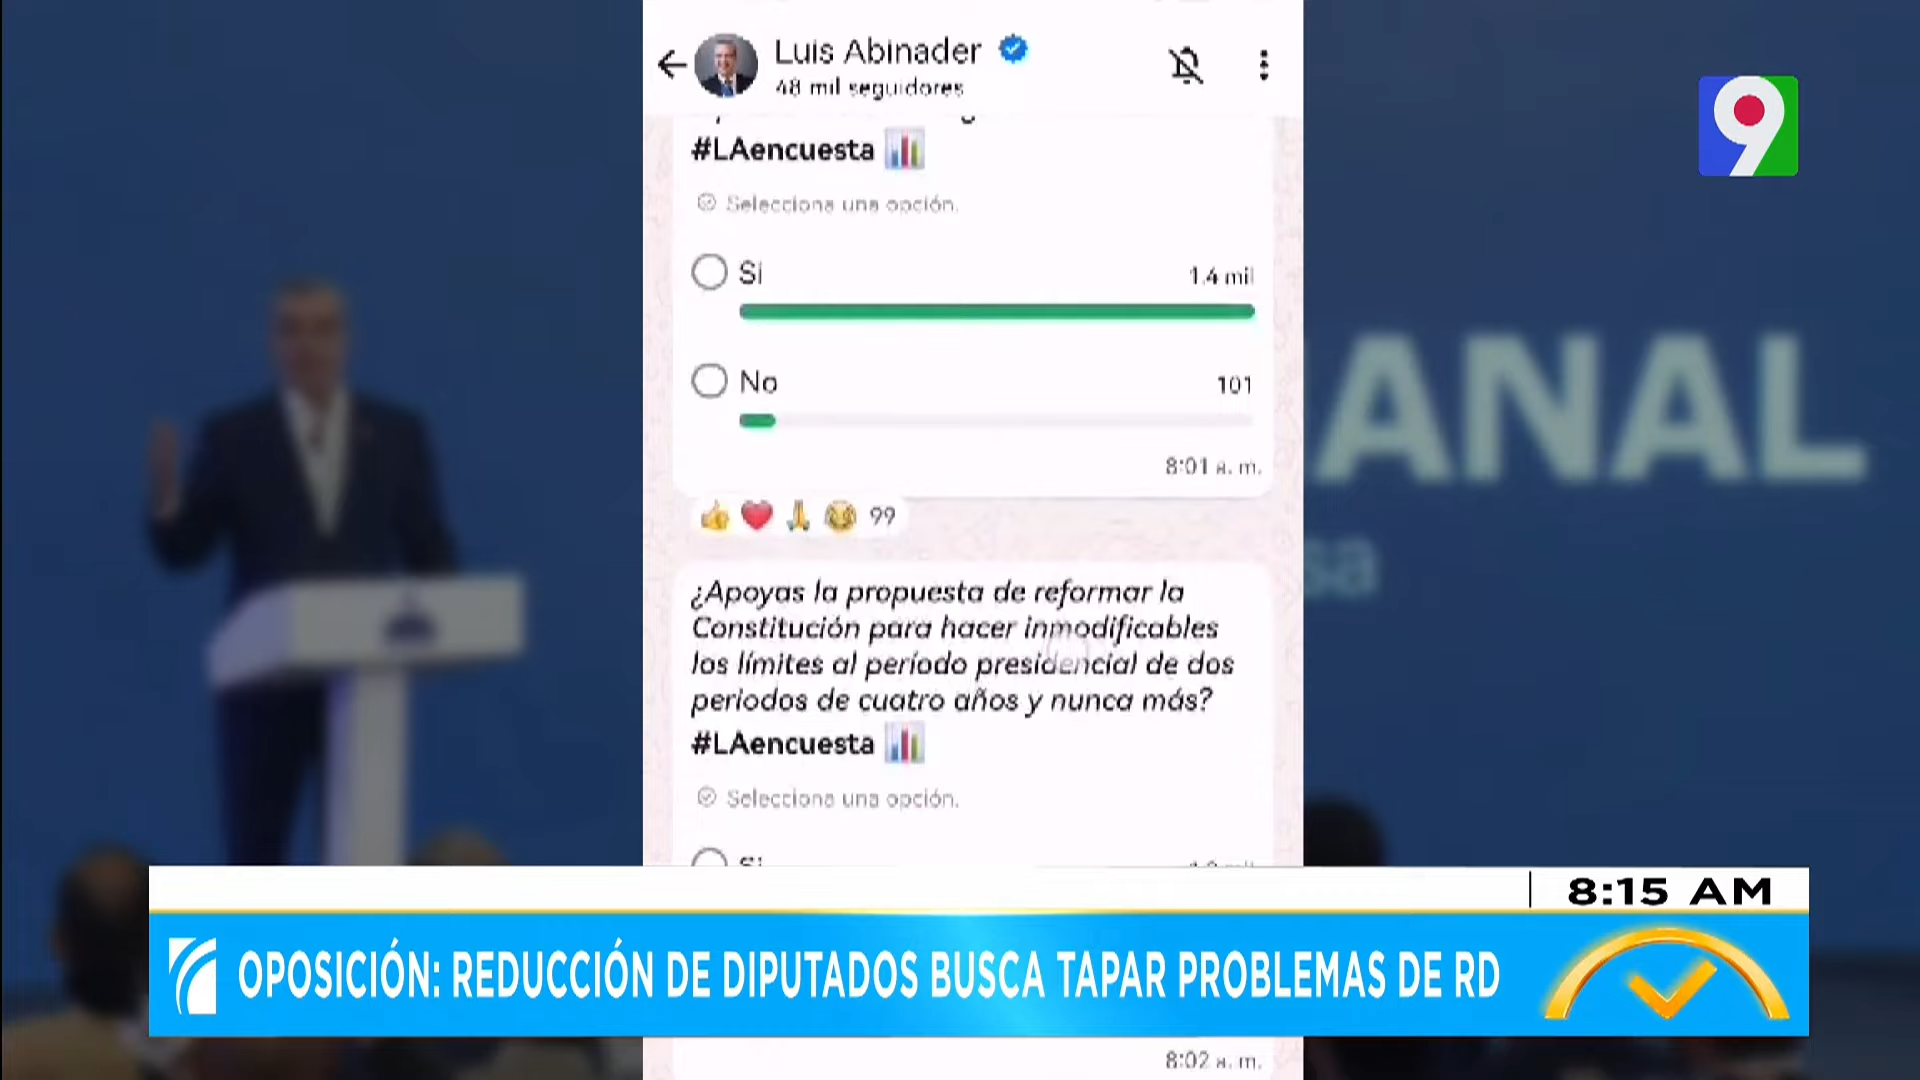 Luis Abinader
48 mil seguidores
9
#LAencuesta
Selecciona una opción.
Si 1.4 mil
No 101
8:01 a. m.
99
ANAL
sa
¿Apoyas la propuesta de reformar la
Constitución para hacer inmodificables
los límites al período presidencial de dos
periodos de cuatro años y nunca más?
#LAencuesta
Selecciona una opción.
8:15 AM
OPOSICIÓN: REDUCCIÓN DE DIPUTADOS BUSCA TAPAR PROBLEMAS DE RD
8:02 a. m.